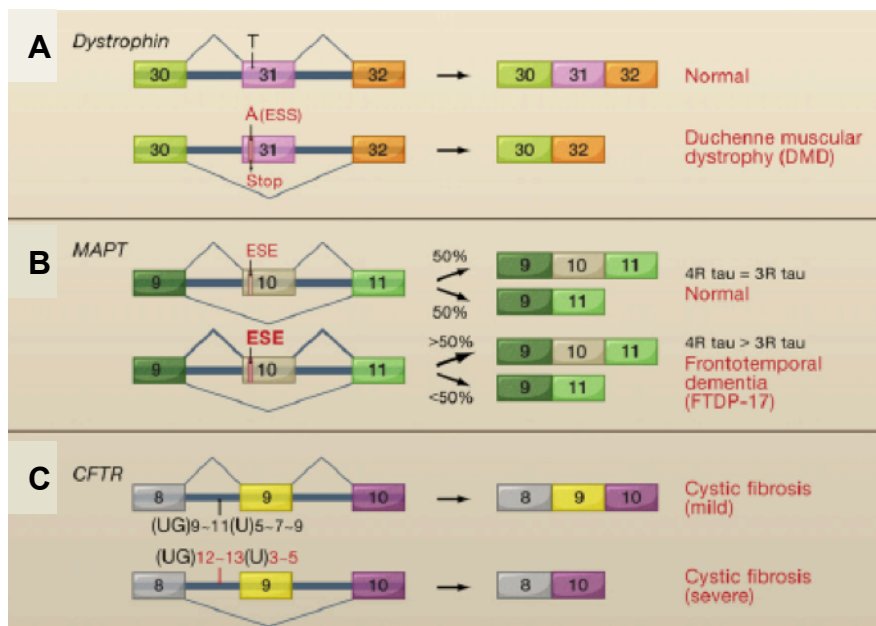 A
Dystrophin
T
30 31 32
30 31 32
Normal
A(ESS)
30 31 32
30 32
Duchenne muscular
dystrophy (DMD)
Stop
B
MAPT
ESE
9 10 11
50%
9 10 11
50%
9 11
4R tau = 3R tau
Normal
ESE
9 10 11
>50%
9 10 11
<50%
9 11
4R tau > 3R tau
Frontotemporal
dementia
(FTDP-17)
C
CFTR
8 9 10
8 9 10
Cystic fibrosis
(mild)
(UG)9~11(U)5~7~9
(UG)12~13(U)3~5
8 9 10
8 10
Cystic fibrosis
(severe)